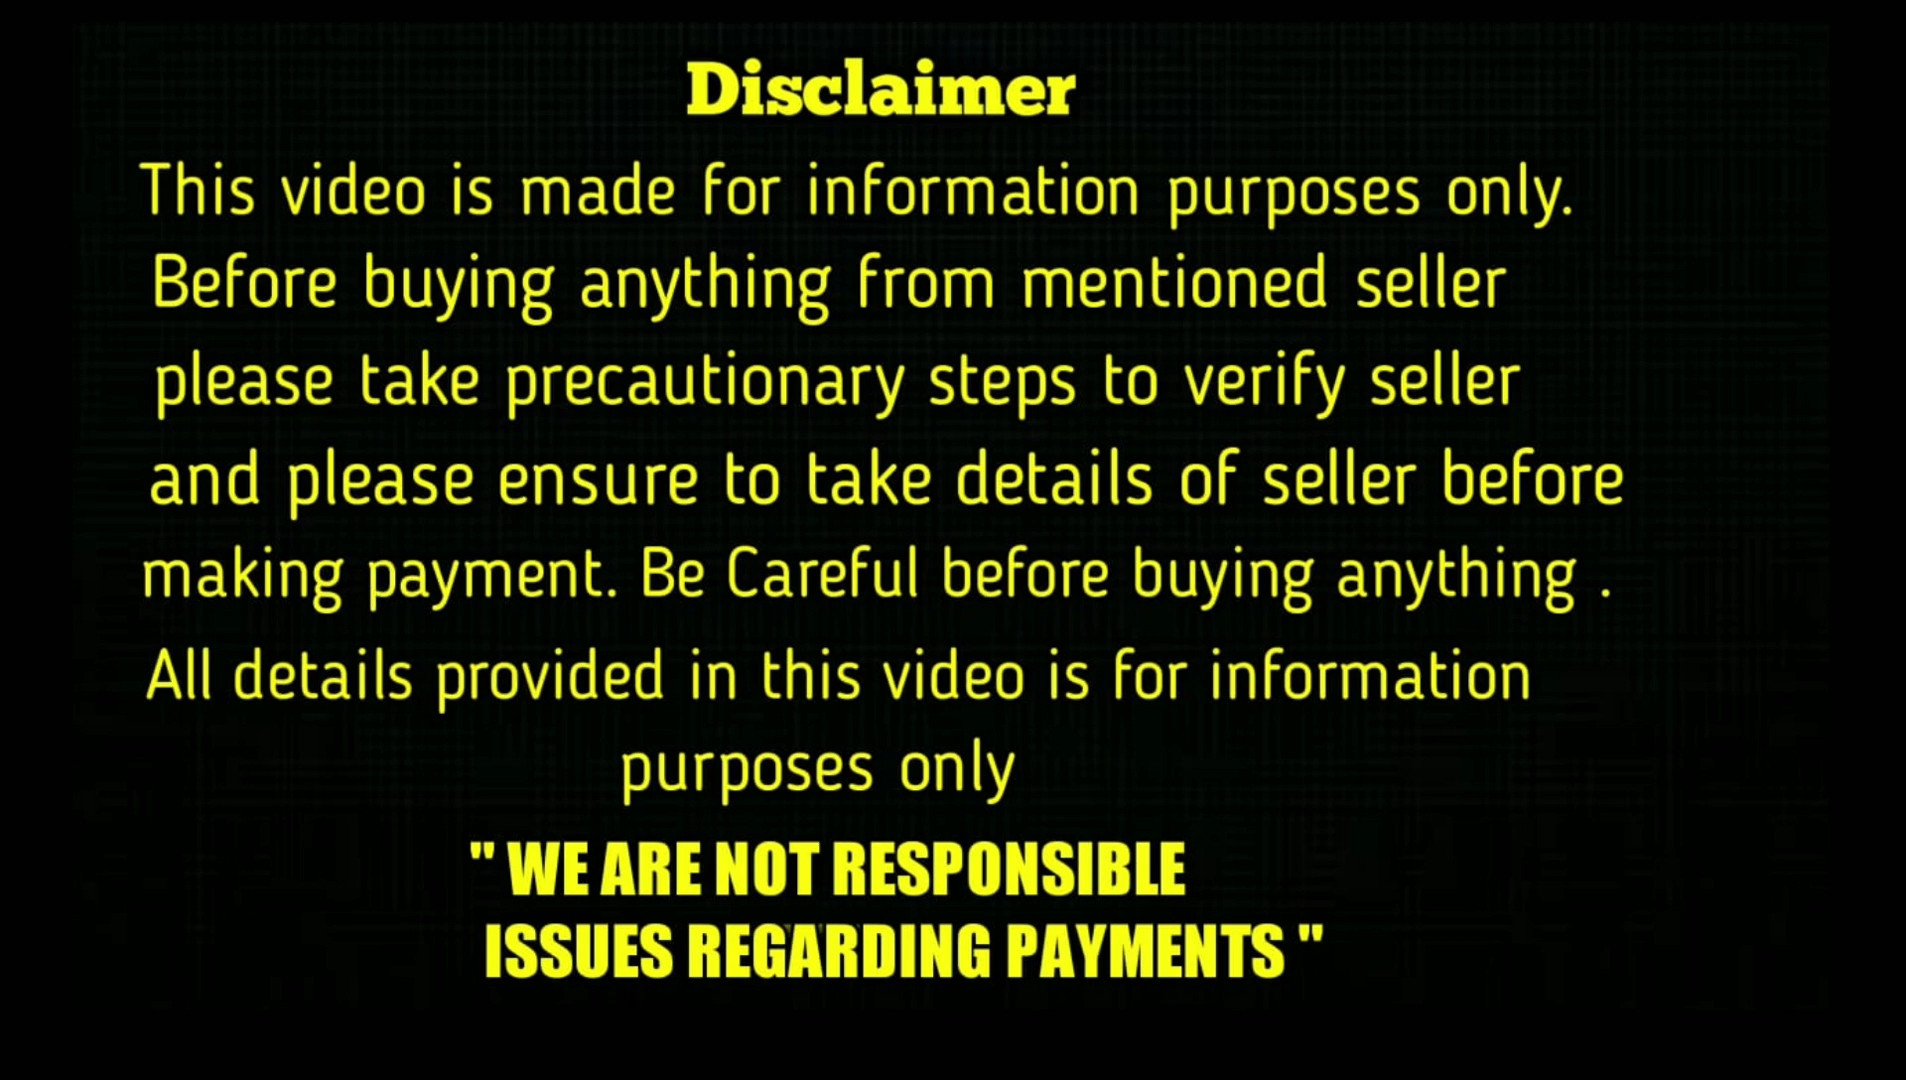 Disclaimer
This video is made for information purposes only.
Before buying anything from mentioned seller
please take precautionary steps to verify seller
and please ensure to take details of seller before
making payment. Be Careful before buying anything .
All details provided in this video is for information
purposes only
" WE ARE NOT RESPONSIBLE
ISSUES REGARDING PAYMENTS "